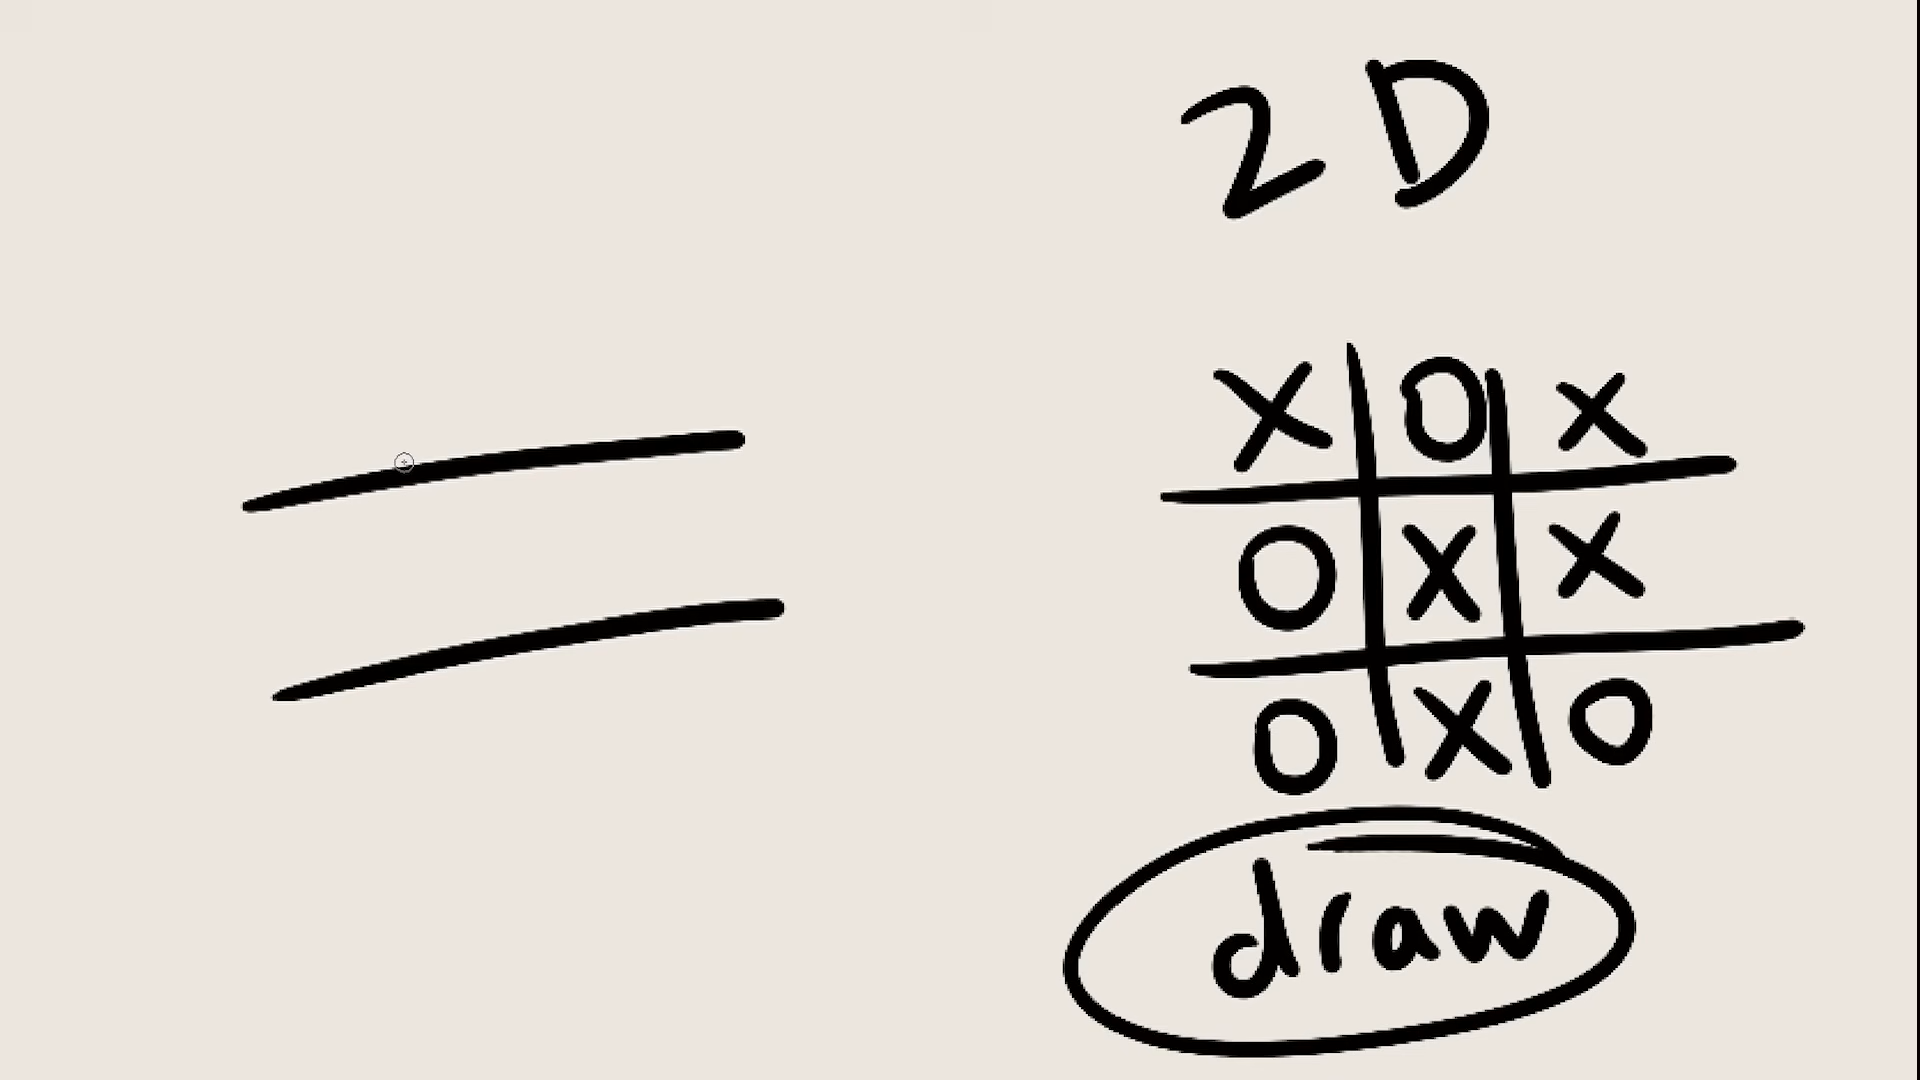 2D
X O X
O X X
O X O
draw